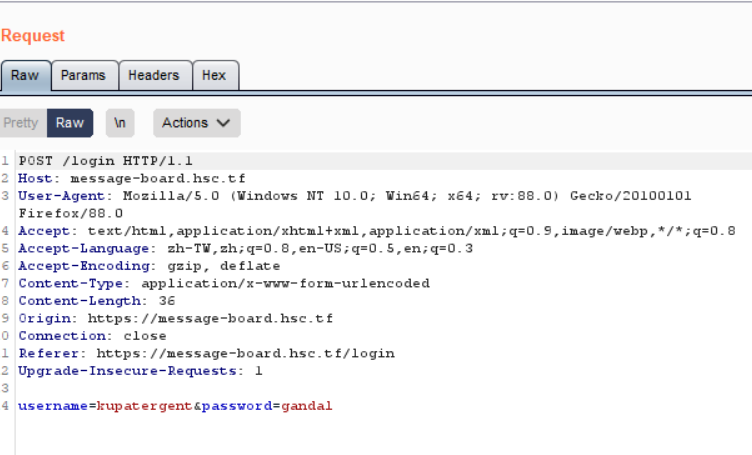 Request
Raw Params Headers Hex
Pretty Raw \n Actions
1 POST /login HTTP/1.1
2 Host: message-board.hsc.tf
3 User-Agent: Mozilla/5.0 (Windows NT 10.0; Win64; x64; rv:88.0) Gecko/20100101
Firefox/88.0
4 Accept: text/html,application/xhtml+xml,application/xml;q=0.9,image/webp,*/*;q=0.8
5 Accept-Language: zh-TW,zh;q=0.8,en-US;q=0.5,en;q=0.3
6 Accept-Encoding: gzip, deflate
7 Content-Type: application/x-www-form-urlencoded
8 Content-Length: 36
9 Origin: https://message-board.hsc.tf
0 Connection: close
1 Referer: https://message-board.hsc.tf/login
2 Upgrade-Insecure-Requests: 1
3
4 username=kupatergent&password=gandal